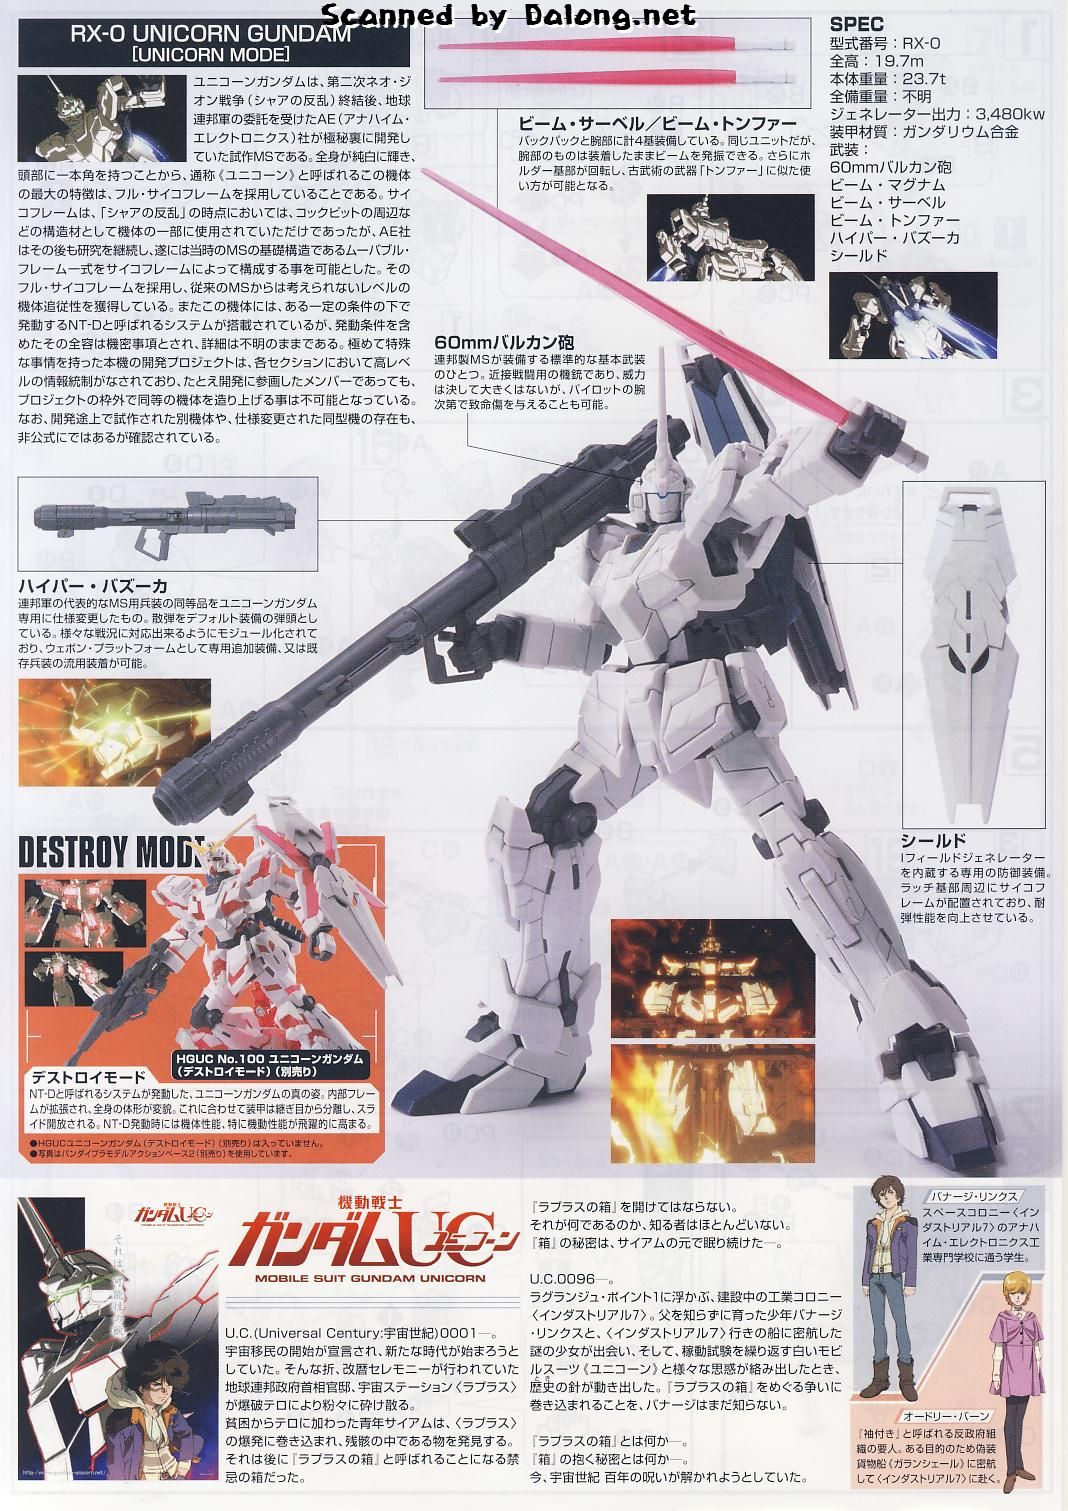 Scanned by Dalong.net
RX-0 UNICORN GUNDAM
[UNICORN MODE]
ユニコーンガンダムは、第二次ネオ・ジ
オン戦争（シャアの反乱）終結後、地球
連邦軍の委託を受けたAE（アナハイム・
エレクトロニクス）社が極秘裏に開発し
ていた試作MSである。全身が純白に輝き、
頭部に一本角を持つことから、通称《ユニコーン》と呼ばれるこの機体
の最大の特徴は、フル・サイコフレームを採用していることである。サイ
コフレームは、「シャアの反乱」の時点においては、コックピットの周辺な
どの構造材として機体の一部に使用されていただけであったが、AE社
はその後も研究を継続し、遂には当時のMSの基礎構造であるムーバブル・
フレーム一式をサイコフレームによって構成する事を可能とした。その
フル・サイコフレームを採用し、従来のMSからは考えられないレベルの
機体追従性を獲得している。またこの機体には、ある一定の条件の下で
発動するNT-Dと呼ばれるシステムが搭載されているが、発動条件を含
めたその全容は機密事項とされ、詳細は不明のままである。極めて特殊
な事情を持った本機の開発プロジェクトは、各セクションにおいて高レベ
ルの情報統制がなされており、たとえ開発に参画したメンバーであっても、
プロジェクトの枠外で同等の機体を造り上げる事は不可能となっている。
なお、開発途上で試作された別機体や、仕様変更された同型機の存在も、
非公式にではあるが確認されている。
ビーム・サーベル／ビーム・トンファー
バックパックと腕部に計4基装備している。同じユニットだが、
腕部のものは装着したままビームを発振できる。さらにホ
ルダー基部が回転し、古武術の武器「トンファー」に似た使
い方が可能となる。
SPEC
型式番号：RX-0
全高：19.7m
本体重量：23.7t
全備重量：不明
ジェネレーター出力：3,480kw
装甲材質：ガンダリウム合金
武装：
60mmバルカン砲
ビーム・マグナム
ビーム・サーベル
ビーム・トンファー
ハイパー・バズーカ
シールド
60mmバルカン砲
連邦製MSが装備する標準的な基本武装
のひとつ。近接戦闘用の機銃であり、威力
は決して大きくはないが、パイロットの腕
次第で致命傷を与えることも可能。
ハイパー・バズーカ
連邦軍の代表的なMS用兵装の同等品をユニコーンガンダム
専用に仕様変更したもの。散弾をデフォルト装備の弾頭とし
ている。様々な戦況に対応出来るようにモジュール化されて
おり、ウェポン・プラットフォームとして専用追加装備、又は既
存兵装の流用装着が可能。
シールド
Iフィールドジェネレーター
を内蔵する専用の防御装備。
ラッチ基部周辺にサイコフ
レームが配置されており、耐
弾性能を向上させている。
DESTROY MODE
HGUC No.100 ユニコーンガンダム
（デストロイモード）（別売り）
デストロイモード
NT-Dと呼ばれるシステムが発動した、ユニコーンガンダムの真の姿。内部フレー
ムが拡張され、全身の体形が変貌。これに合わせて装甲は継ぎ目から分離し、スラ
イド開放される。NT-D発動時には機体性能、特に機動性能が飛躍的に高まる。
●HGUCユニコーンガンダム（デストロイモード）（別売り）は入っていません。
●写真はバンダイプラモデルアクションベース2（別売り）を使用しています。
ガンダムUC
MOBILE SUIT GUNDAM UNICORN
それは、可能性の獣
http://www.gundam-unicorn.net/
機動戦士
ガンダムUC
ユニコーン
MOBILE SUIT GUNDAM UNICORN
U.C.(Universal Century:宇宙世紀)0001―。
宇宙移民の開始が宣言され、新たな時代が始まろうと
していた。そんな折、改暦セレモニーが行われていた
地球連邦政府首相官邸、宇宙ステーション〈ラプラス〉
が爆破テロにより粉々に砕け散る。
貧困からテロに加わった青年サイアムは、〈ラプラス〉
の爆発に巻き込まれ、残骸の中である物を発見する。
それは後に『ラプラスの箱』と呼ばれることになる禁
忌の箱だった。
『ラプラスの箱』を開けてはならない。
それが何であるのか、知る者はほとんどいない。
『箱』の秘密は、サイアムの元で眠り続けた―。
U.C.0096―。
ラグランジュ・ポイント1に浮かぶ、建設中の工業コロニー
〈インダストリアル7〉。父を知らずに育った少年バナージ
・リンクスと、〈インダストリアル7〉行きの船に密航した
謎の少女が出会い、そして、稼動試験を繰り返す白いモビ
ルスーツ《ユニコーン》と様々な思惑が絡み出したとき、
歴史の針が動き出した。『ラプラスの箱』をめぐる争いに
とき
巻き込まれることを、バナージはまだ知らない。
『ラプラスの箱』とは何か―。
『箱』の抱く秘密とは何か―。
今、宇宙世紀 百年の呪いが解かれようとしていた。
バナージ・リンクス
スペースコロニー〈イン
ダストリアル7〉のアナハ
イム・エレクトロニクス工
業専門学校に通う学生。
オードリー・バーン
『袖付き』と呼ばれる反政府組
織の要人。ある目的のため偽装
貨物船《ガランシェール》に密航
して〈インダストリアル7〉に赴く。